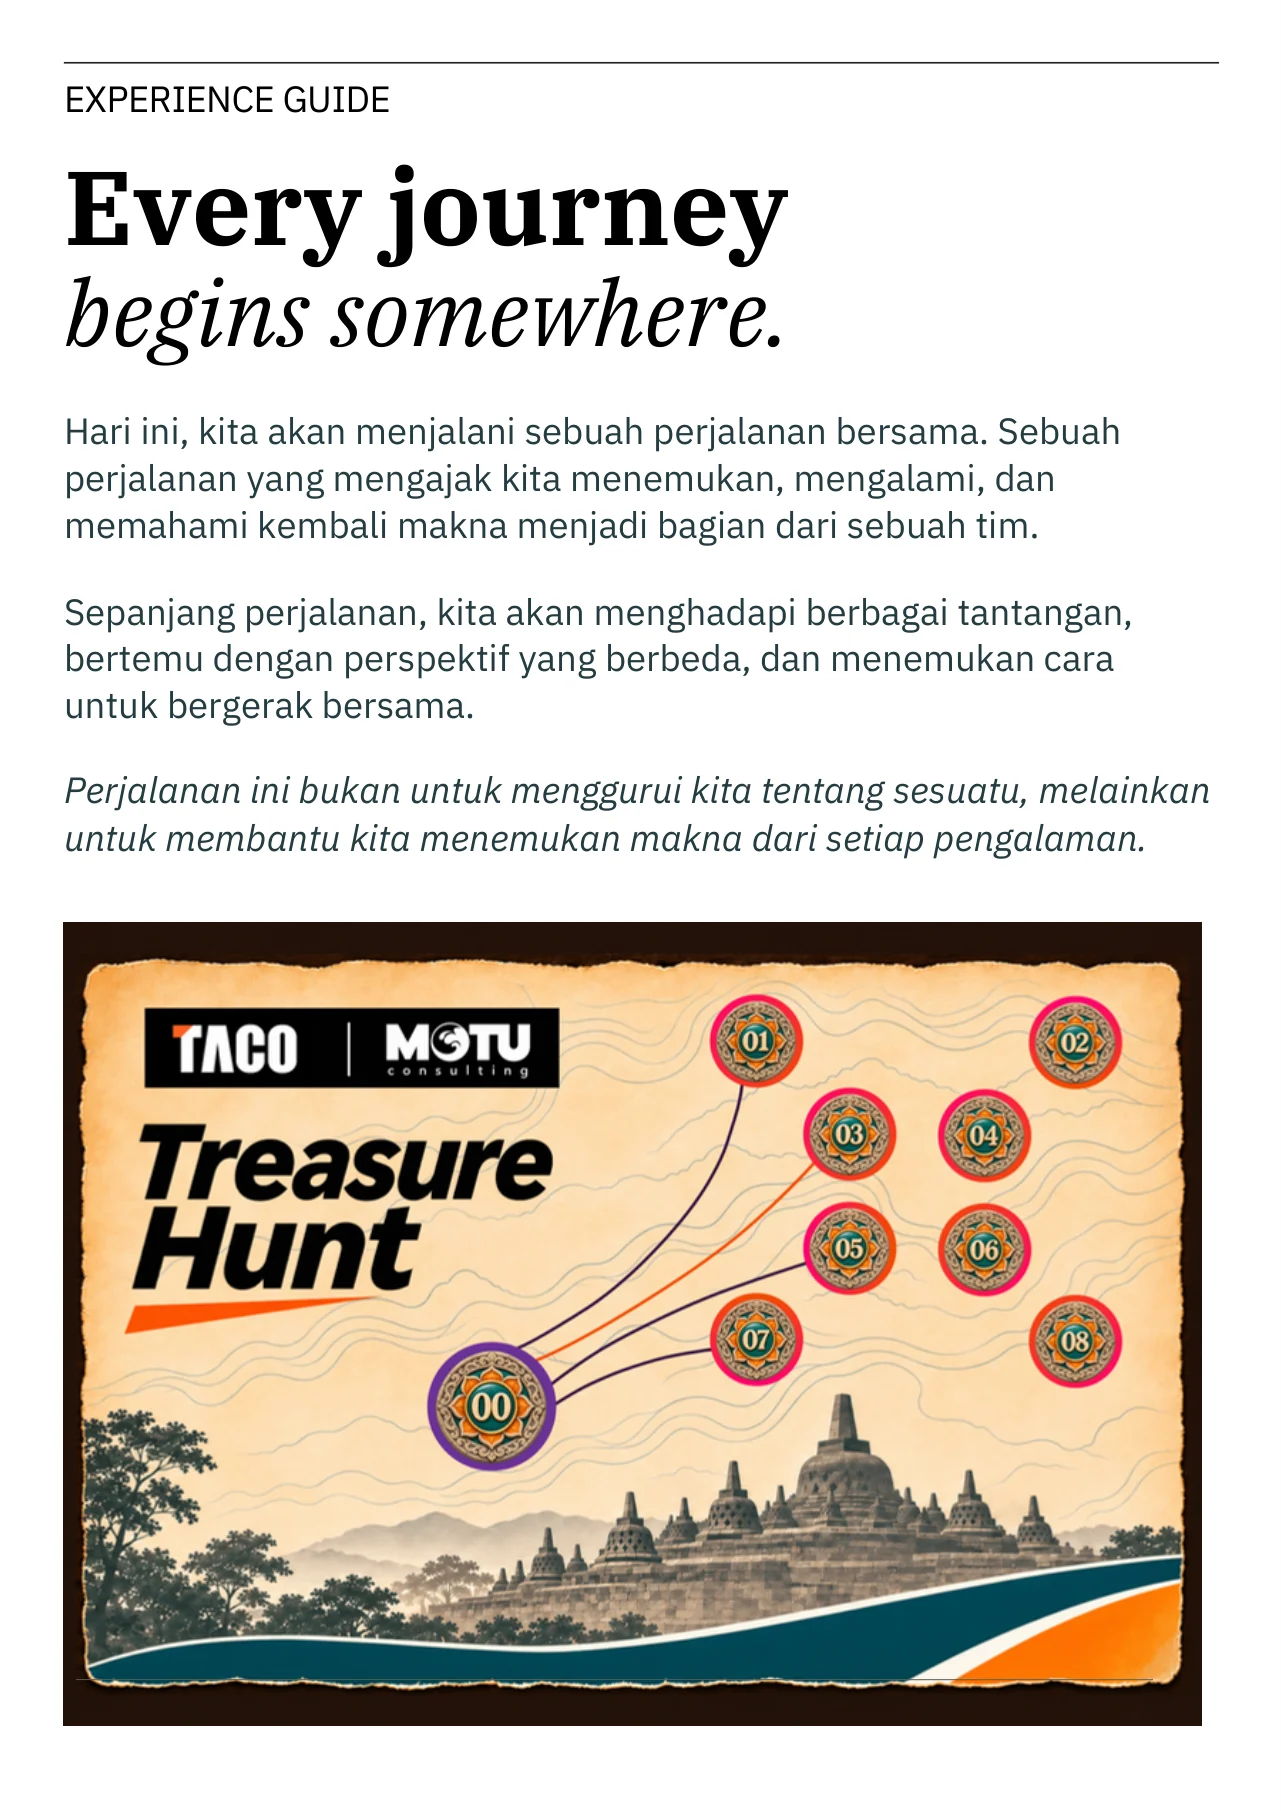 EXPERIENCE GUIDE
Every journey
begins somewhere.
Hari ini, kita akan menjalani sebuah perjalanan bersama. Sebuah
perjalanan yang mengajak kita menemukan, mengalami, dan
memahami kembali makna menjadi bagian dari sebuah tim.
Sepanjang perjalanan, kita akan menghadapi berbagai tantangan,
bertemu dengan perspektif yang berbeda, dan menemukan cara
untuk bergerak bersama.
Perjalanan ini bukan untuk menggurui kita tentang sesuatu, melainkan
untuk membantu kita menemukan makna dari setiap pengalaman.
TACO | MOTU
consulting
Treasure
Hunt
01
02
03
04
05
06
07
08
00